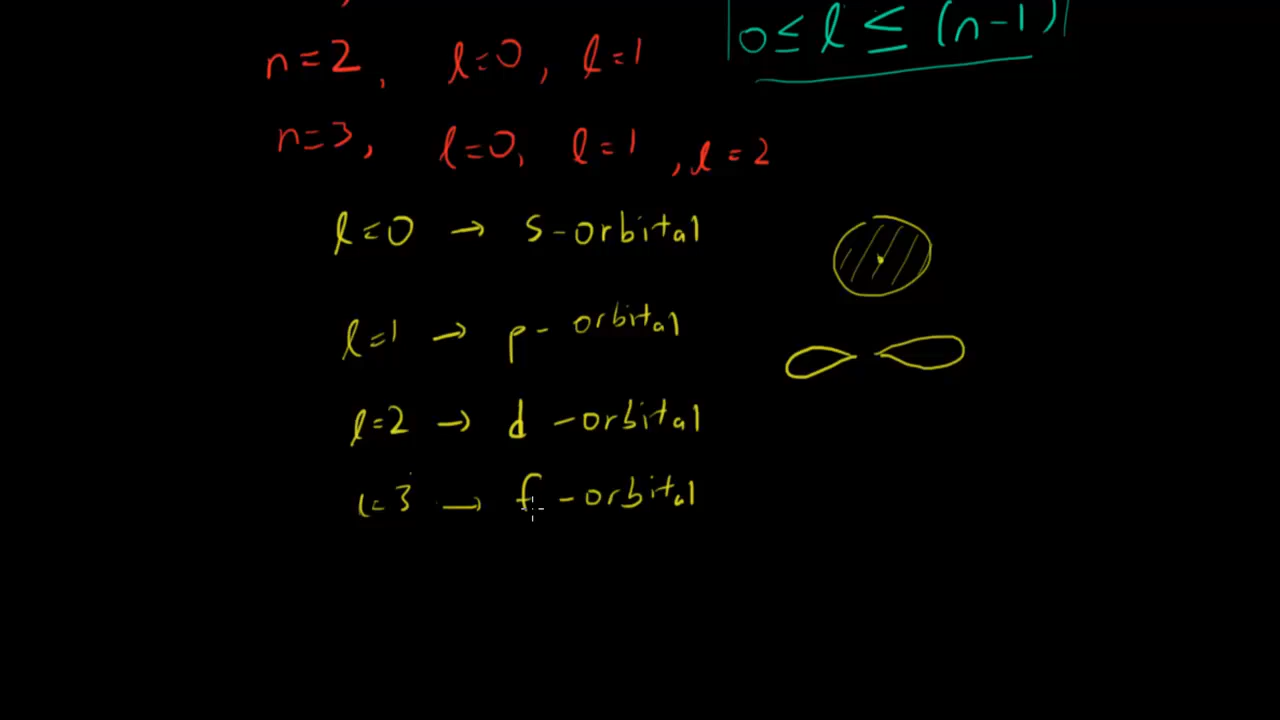 0 ≤ l ≤ (n-1)
n=2, l=0, l=1
n=3, l=0, l=1, l=2
l=0 → s-orbital
l=1 → p-orbital
l=2 → d-orbital
l=3 → f-orbital